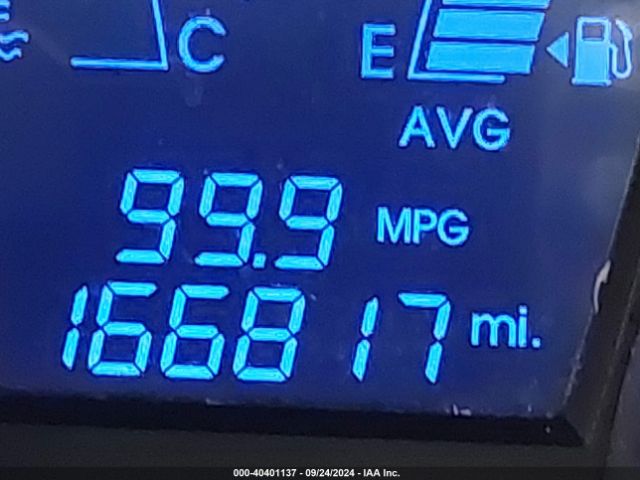 C E
AVG
99.9 MPG
166817 mi.
000-40401137 - 09/24/2024 - IAA Inc.